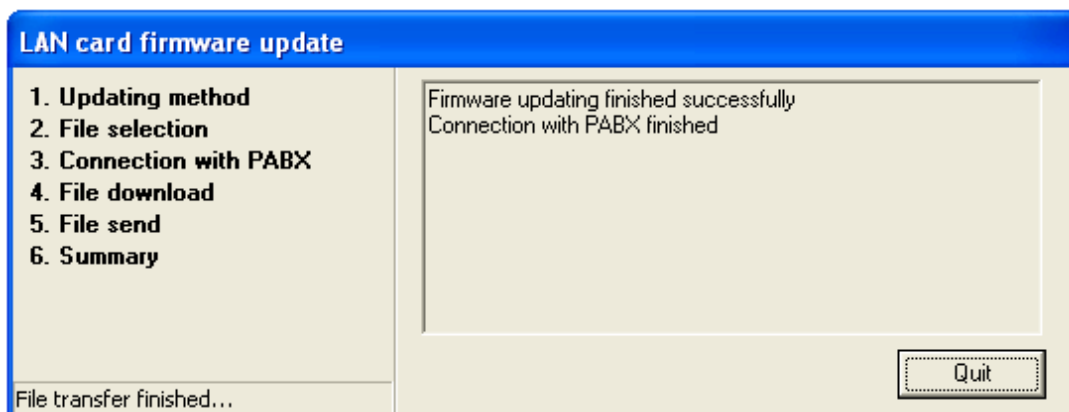 LAN card firmware update
1. Updating method
2. File selection
3. Connection with PABX
4. File download
5. File send
6. Summary
Firmware updating finished successfully
Connection with PABX finished
Quit
File transfer finished...